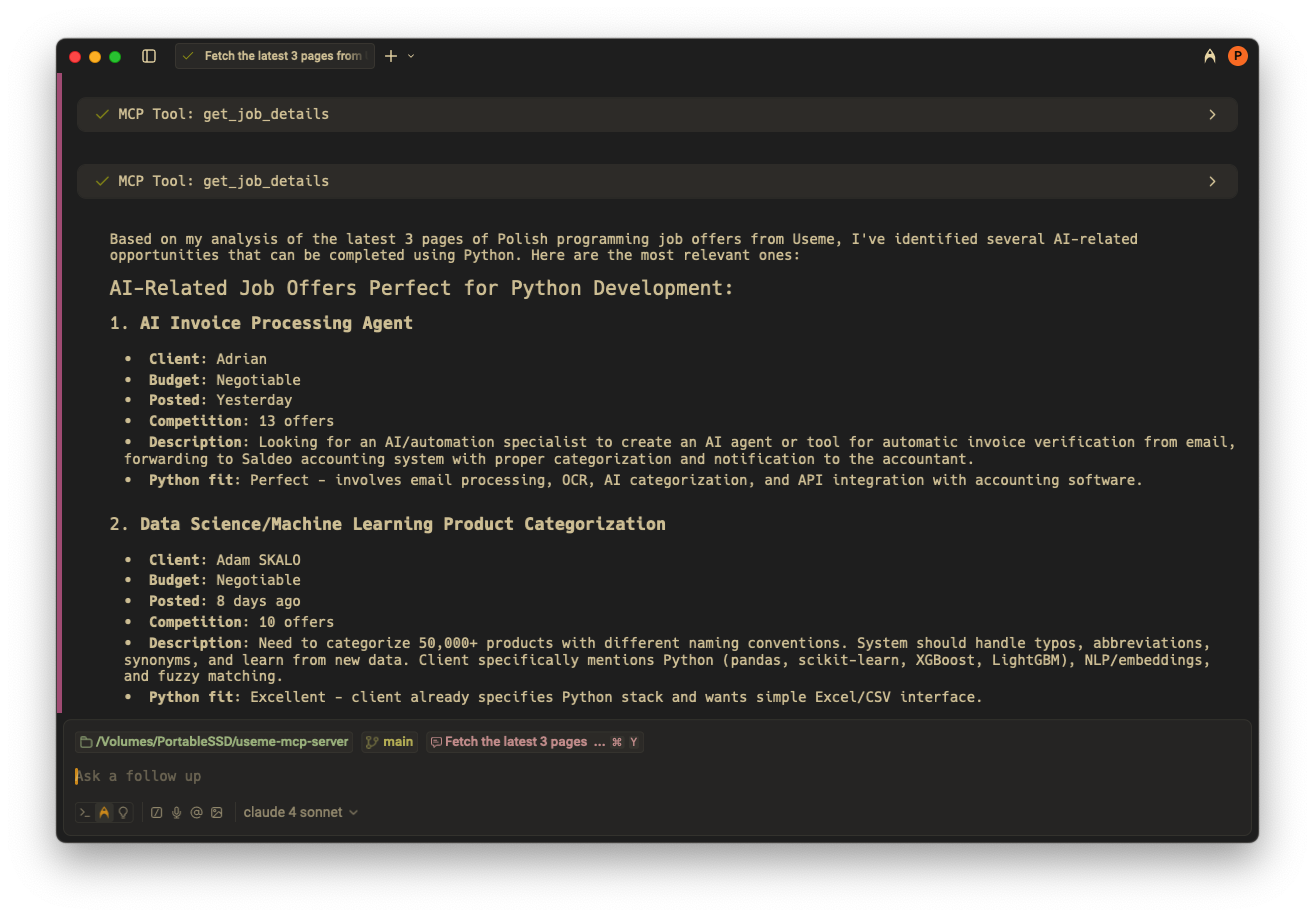 Fetch the latest 3 pages from
P
MCP Tool: get_job_details
MCP Tool: get_job_details
Based on my analysis of the latest 3 pages of Polish programming job offers from Useme, I've identified several AI-related
opportunities that can be completed using Python. Here are the most relevant ones:
AI-Related Job Offers Perfect for Python Development:
1. AI Invoice Processing Agent
• Client: Adrian
• Budget: Negotiable
• Posted: Yesterday
• Competition: 13 offers
• Description: Looking for an AI/automation specialist to create an AI agent or tool for automatic invoice verification from email,
forwarding to Saldeo accounting system with proper categorization and notification to the accountant.
• Python fit: Perfect - involves email processing, OCR, AI categorization, and API integration with accounting software.
2. Data Science/Machine Learning Product Categorization
• Client: Adam SKALO
• Budget: Negotiable
• Posted: 8 days ago
• Competition: 10 offers
• Description: Need to categorize 50,000+ products with different naming conventions. System should handle typos, abbreviations,
synonyms, and learn from new data. Client specifically mentions Python (pandas, scikit-learn, XGBoost, LightGBM), NLP/embeddings,
and fuzzy matching.
• Python fit: Excellent - client already specifies Python stack and wants simple Excel/CSV interface.
/Volumes/PortableSSD/useme-mcp-server main Fetch the latest 3 pages ... ⌘ Y
Ask a follow up
claude 4 sonnet